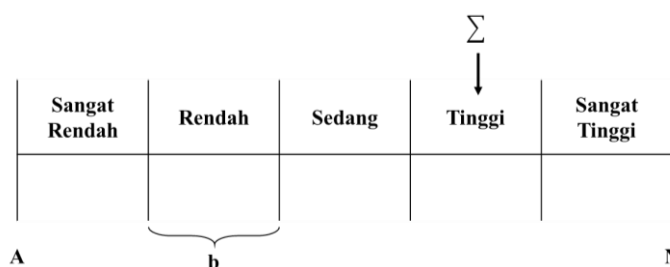 ∑
Sangat
Rendah
Rendah
Sedang
Tinggi
Sangat
Tinggi
A
b